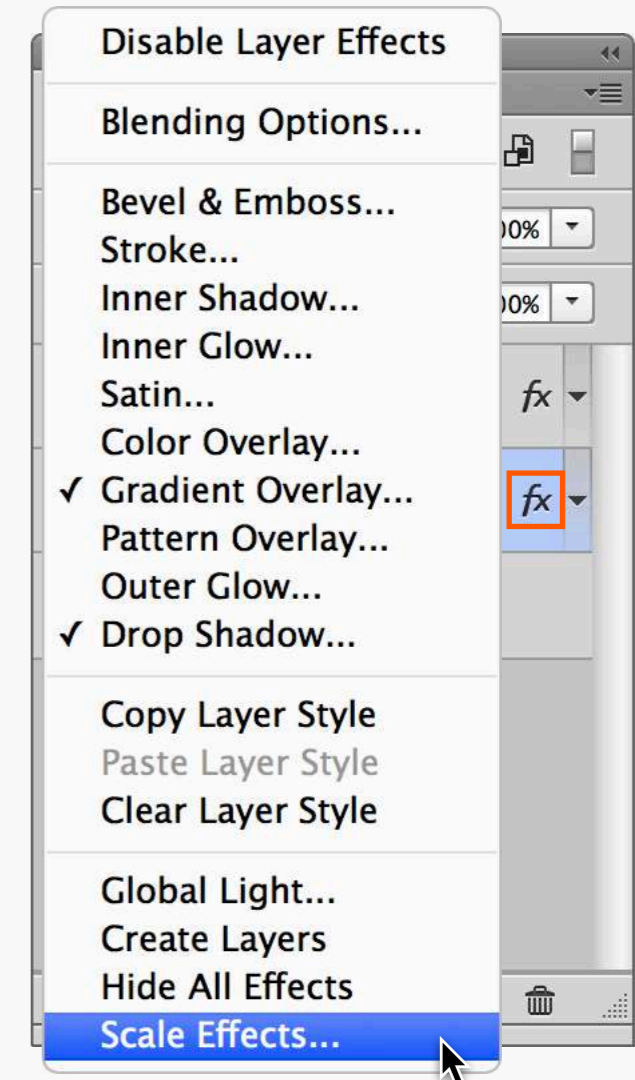 Disable Layer Effects
Blending Options...
Bevel & Emboss...
Stroke...
Inner Shadow...
Inner Glow...
Satin...
Color Overlay...
Gradient Overlay...
Pattern Overlay...
Outer Glow...
Drop Shadow...
Copy Layer Style
Paste Layer Style
Clear Layer Style
Global Light...
Create Layers
Hide All Effects
Scale Effects...
00%
00%
fx
fx